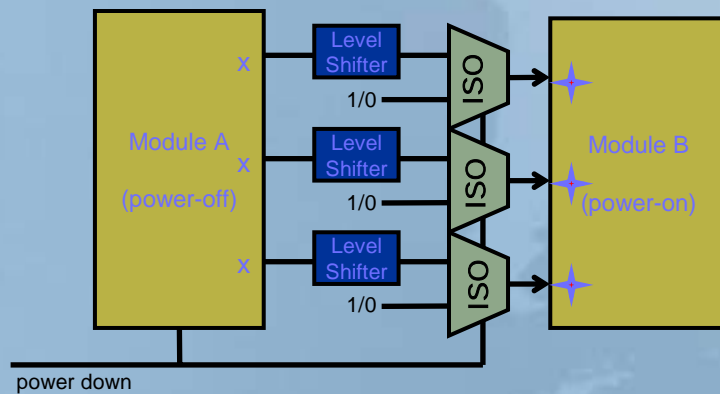 Level
Shifter
x
ISO
1/0
Module A
(power-off)
Level
Shifter
x
ISO
1/0
Module B
(power-on)
Level
Shifter
x
ISO
1/0
power down